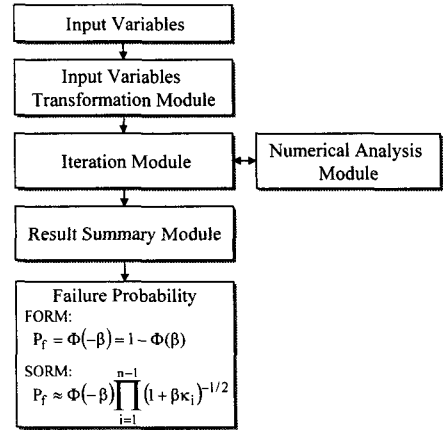 Input Variables
Input Variables
Transformation Module
Iteration Module
Numerical Analysis
Module
Result Summary Module
Failure Probability
FORM:
P_f = Φ(−β) = 1 − Φ(β)
SORM:
P_f ≈ Φ(−β) ∏_{i=1}^{n−1} (1 + βκ_i)^{−1/2}